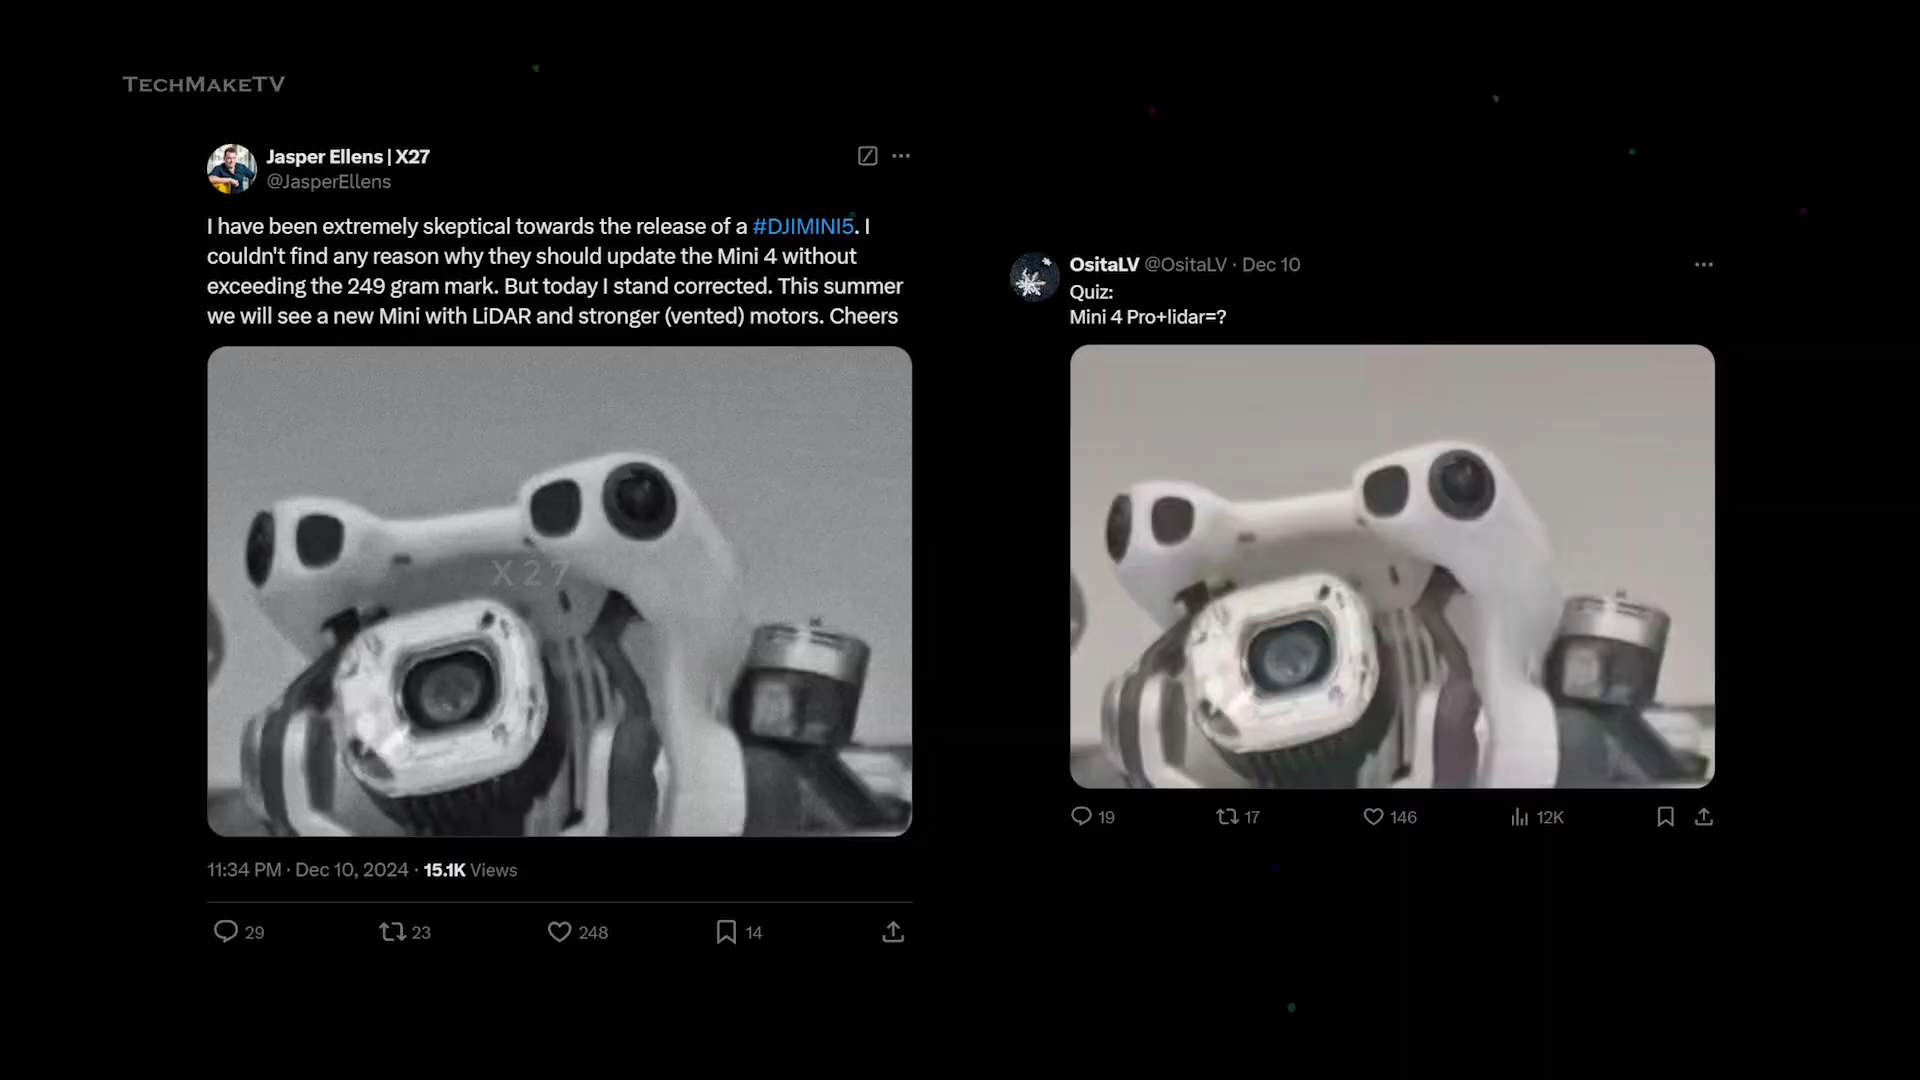 TECHMAKETV
Jasper Ellens | X27
@JasperEllens
I have been extremely skeptical towards the release of a #DJIMINI5. I
couldn't find any reason why they should update the Mini 4 without
exceeding the 249 gram mark. But today I stand corrected. This summer
we will see a new Mini with LiDAR and stronger (vented) motors. Cheers
X27
11:34 PM · Dec 10, 2024 · 15.1K Views
29 23 248 14
OsitaLV @OsitaLV · Dec 10
Quiz:
Mini 4 Pro+lidar=?
19 17 146 12K